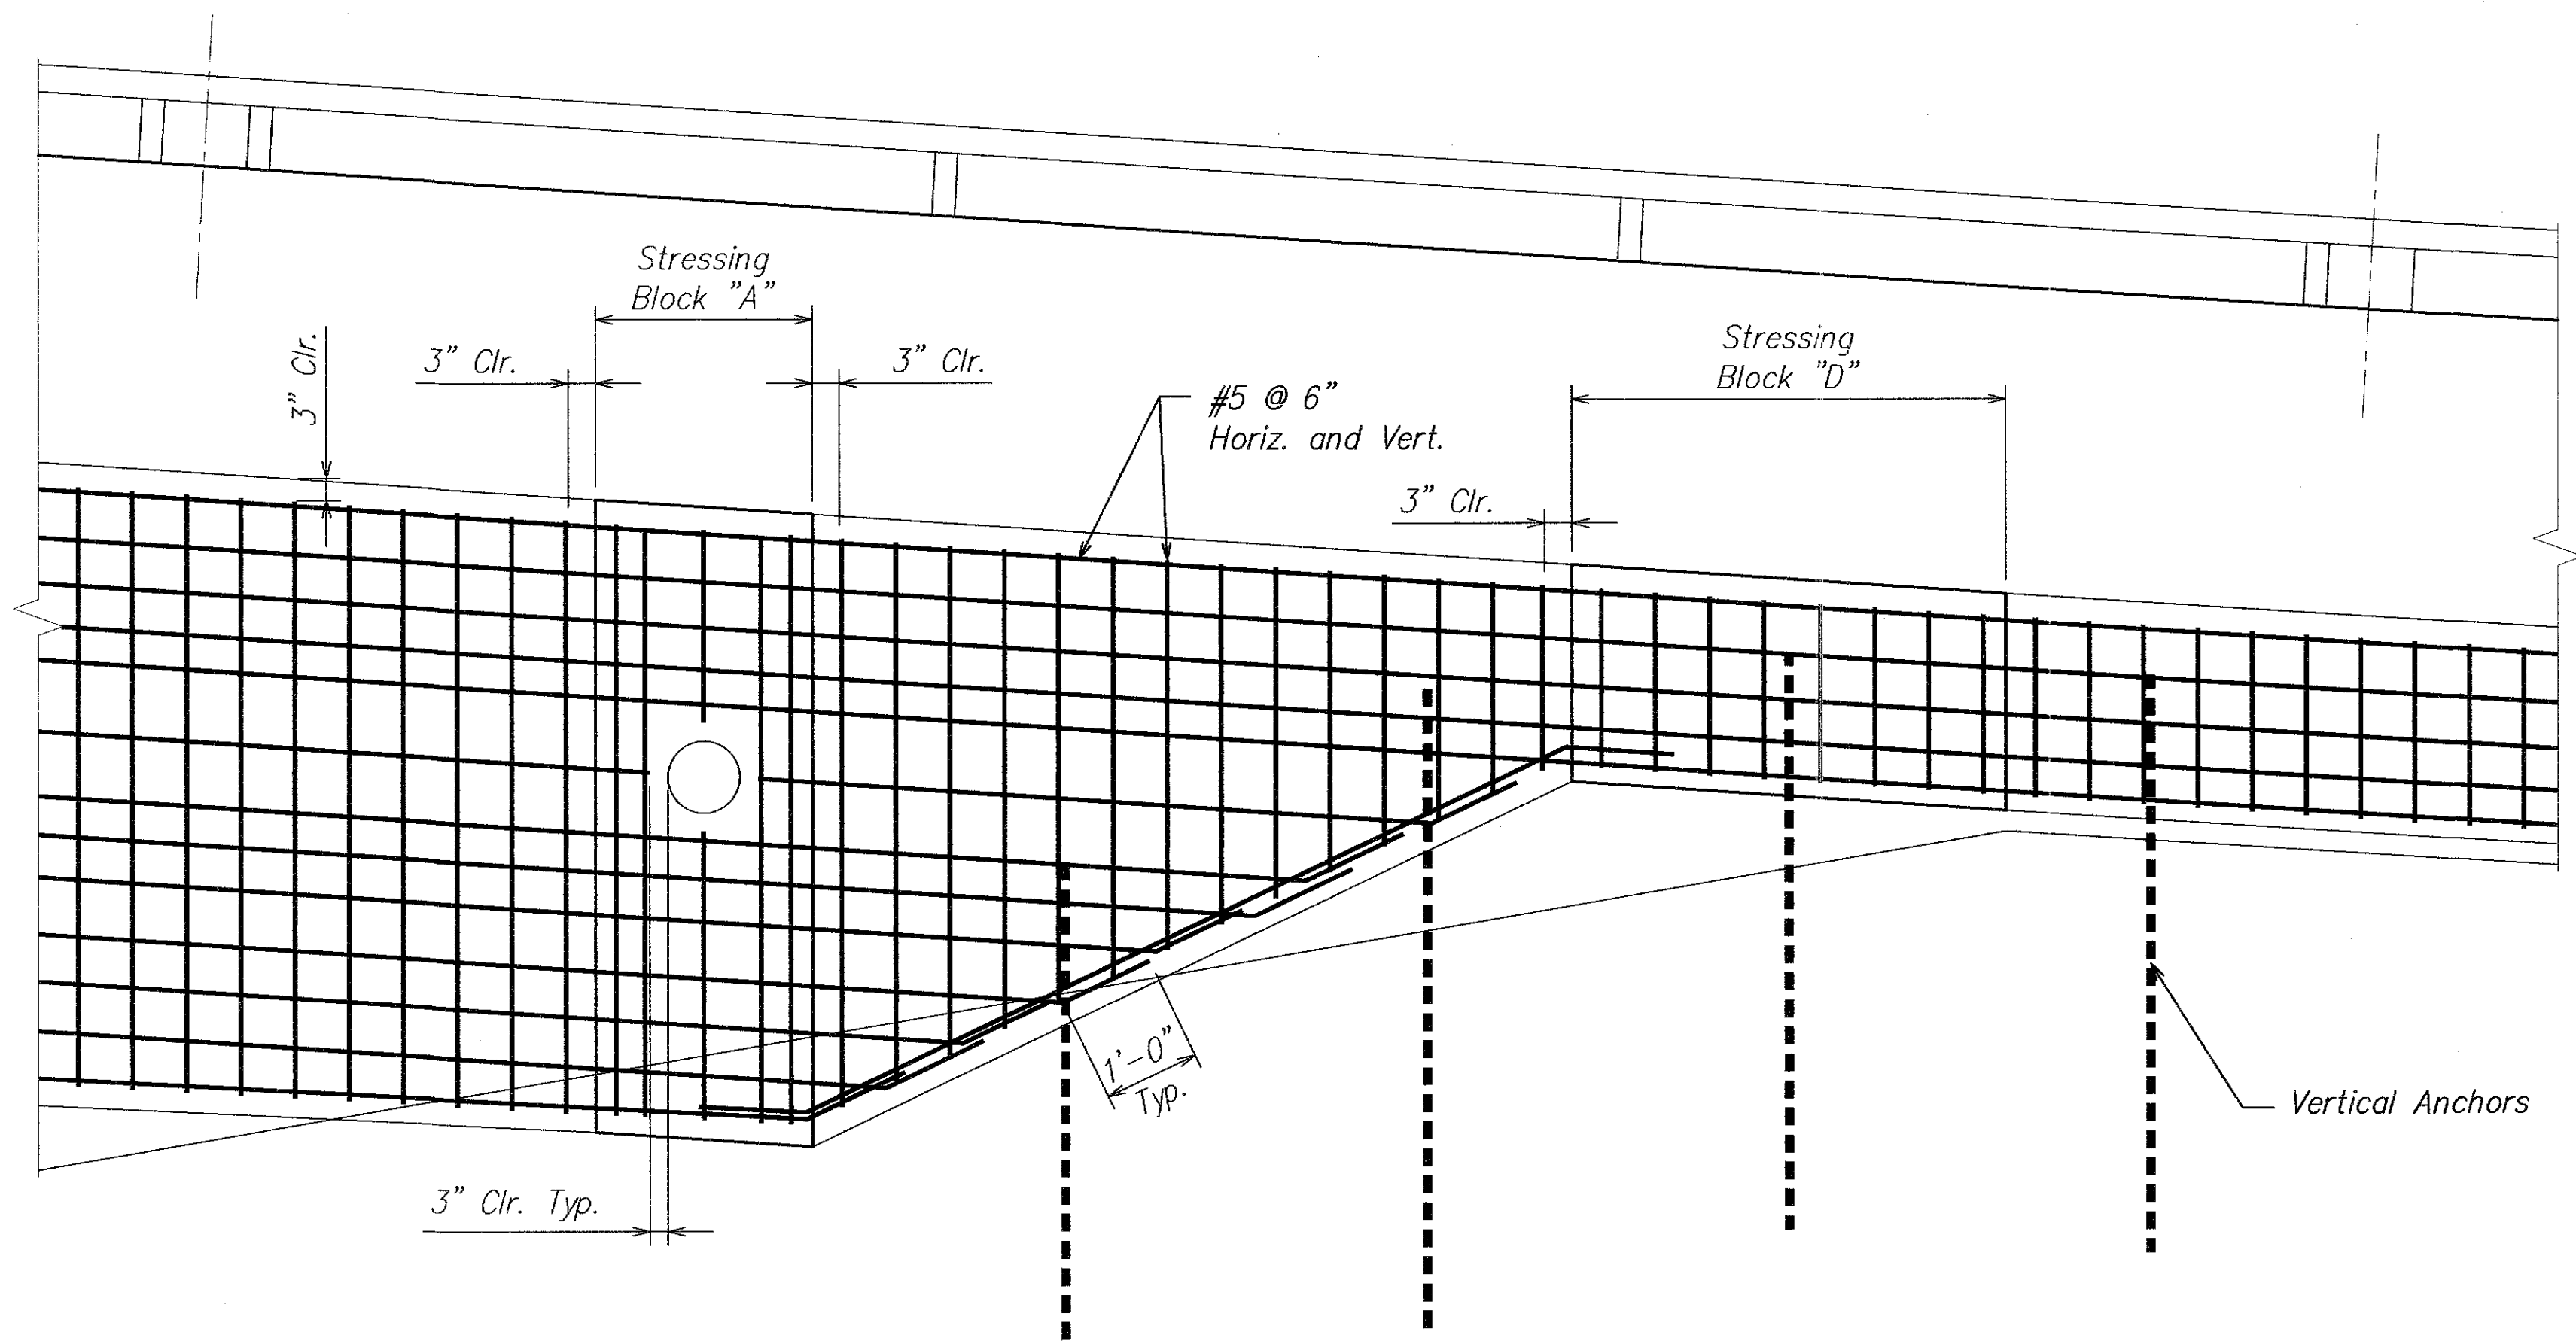 Stressing
Block "A"
3" Clr.
3" Clr.
3" Clr.
#5 @ 6"
Horiz. and Vert.
Stressing
Block "D"
3" Clr.
1'-0"
Typ.
Vertical Anchors
3" Clr. Typ.